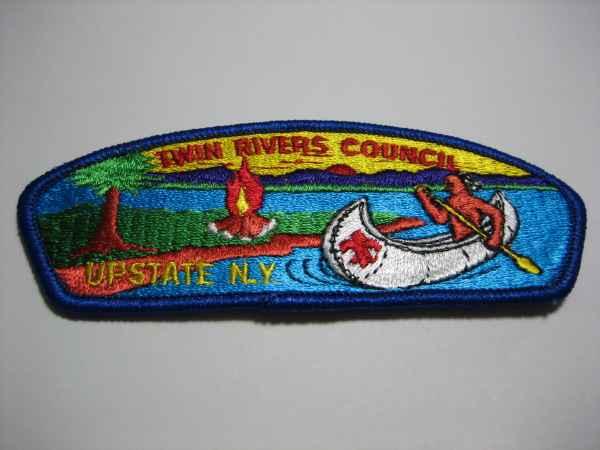 TWIN RIVERS COUNCIL
UPSTATE N.Y.